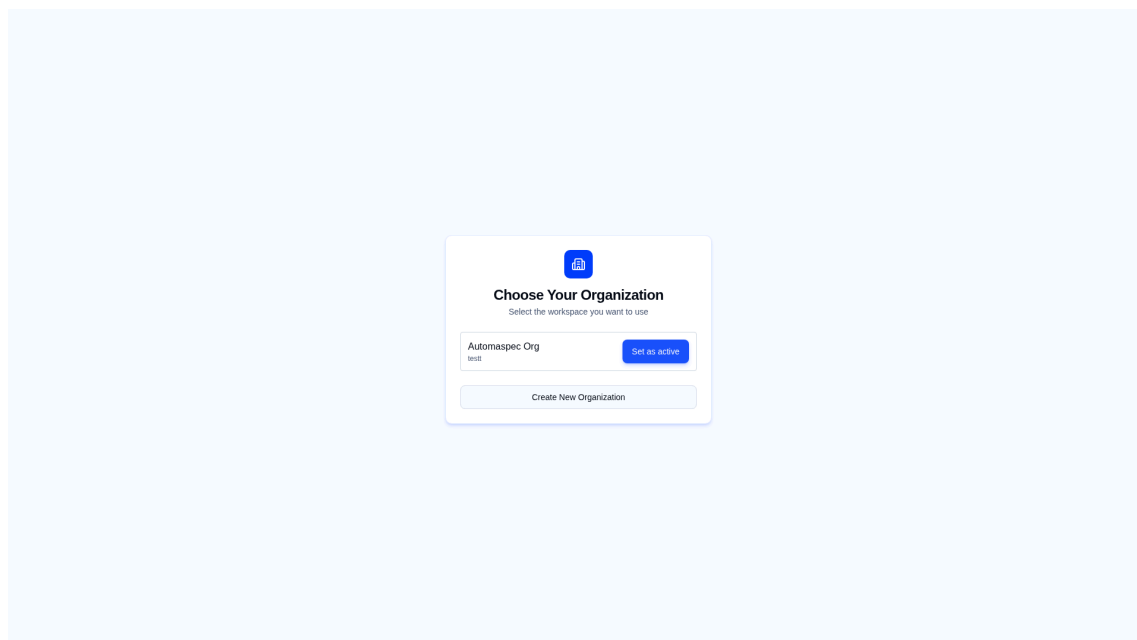 Choose Your Organization
Select the workspace you want to use
Automaspec Org
testt
Set as active
Create New Organization